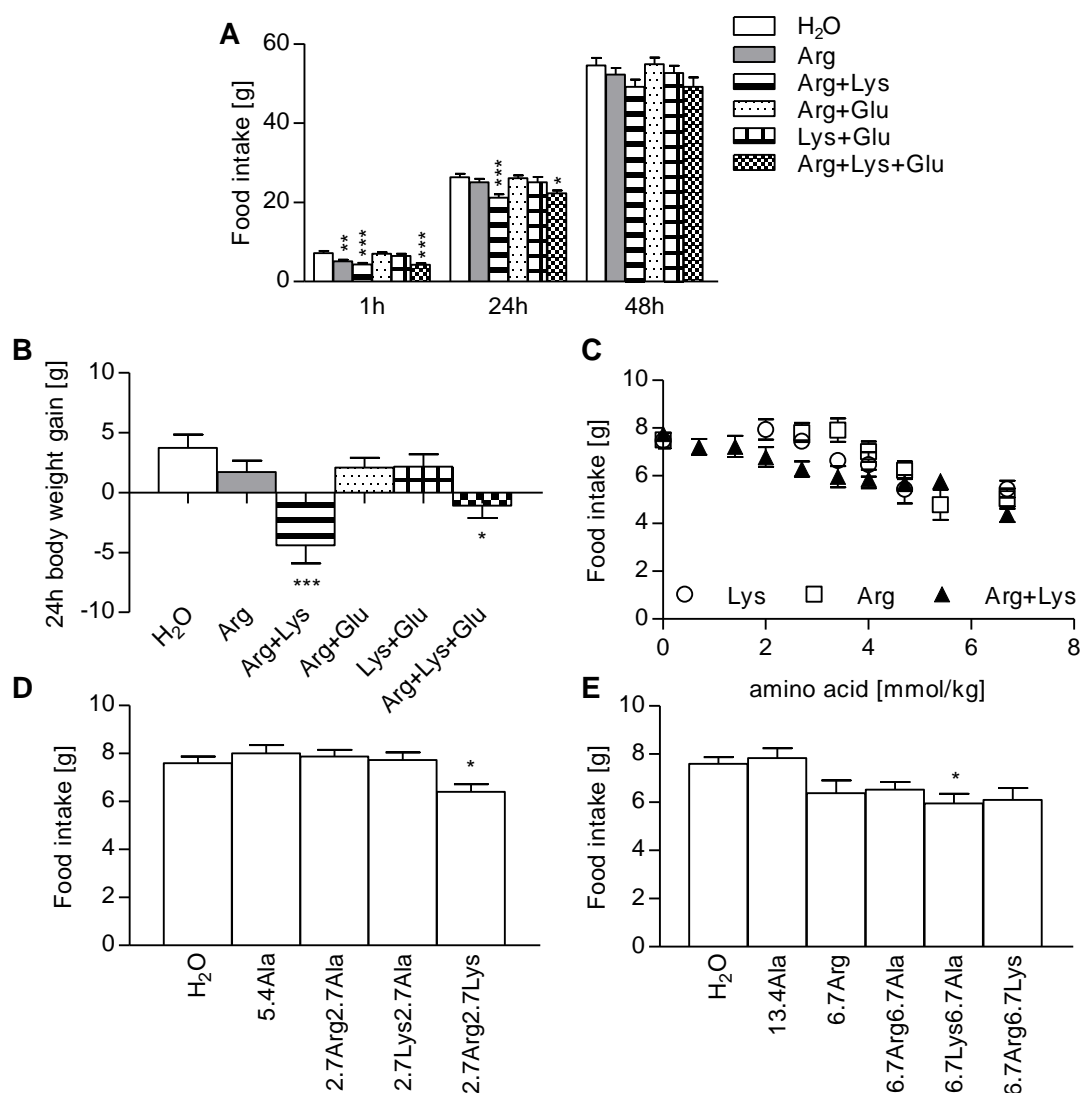 A
60
40
20
0
Food intake [g]
**
***
***
***
*
1h
24h
48h
H2O
Arg
Arg+Lys
Arg+Glu
Lys+Glu
Arg+Lys+Glu
B
10
5
0
-5
-10
24h body weight gain [g]
***
*
H2O
Arg
Arg+Lys
Arg+Glu
Lys+Glu
Arg+Lys+Glu
C
10
8
6
4
2
0
Food intake [g]
Lys
Arg
Arg+Lys
0
2
4
6
8
amino acid [mmol/kg]
D
10
8
6
4
2
0
Food intake [g]
*
H2O
5.4Ala
2.7Arg2.7Ala
2.7Lys2.7Ala
2.7Arg2.7Lys
E
10
8
6
4
2
0
Food intake [g]
*
H2O
13.4Ala
6.7Arg
6.7Arg6.7Ala
6.7Lys6.7Ala
6.7Arg6.7Lys